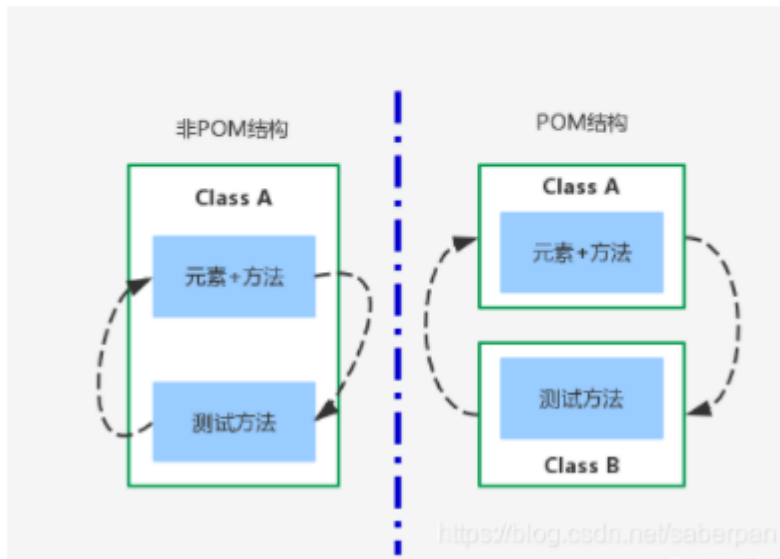 非POM结构
Class A
元素+方法
测试方法
POM结构
Class A
元素+方法
测试方法
Class B
https://blog.csdn.net/saberpan